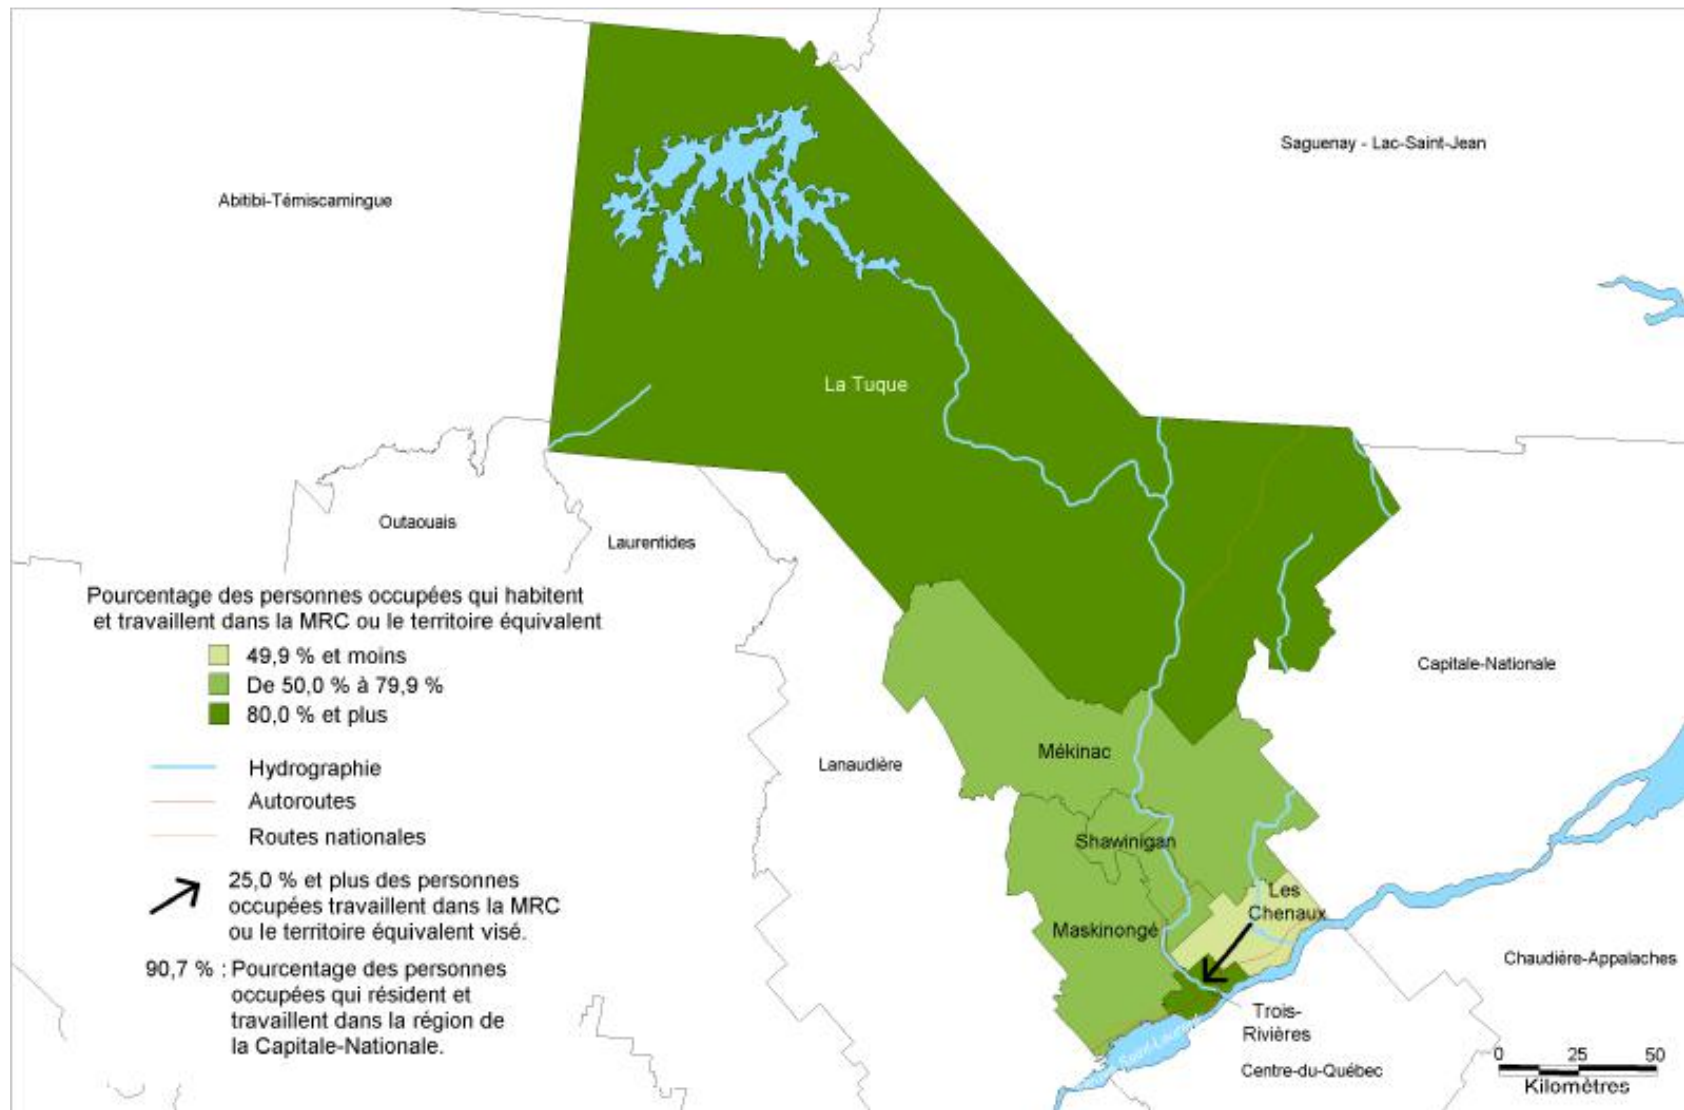 Saguenay - Lac-Saint-Jean
Abitibi-Témiscamingue
La Tuque
Outaouais
Laurentides
Pourcentage des personnes occupées qui habitent
et travaillent dans la MRC ou le territoire équivalent
49,9 % et moins
De 50,0 % à 79,9 %
80,0 % et plus
Hydrographie
Autoroutes
Routes nationales
25,0 % et plus des personnes
occupées travaillent dans la MRC
ou le territoire équivalent visé.
90,7 % : Pourcentage des personnes
occupées qui résident et
travaillent dans la région de
la Capitale-Nationale.
Capitale-Nationale
Mékinac
Lanaudière
Shawinigan
Les
Chenaux
Maskinongé
Chaudière-Appalaches
Trois-
Rivières
Saint-Laurent
Centre-du-Québec
0 25 50
Kilomètres